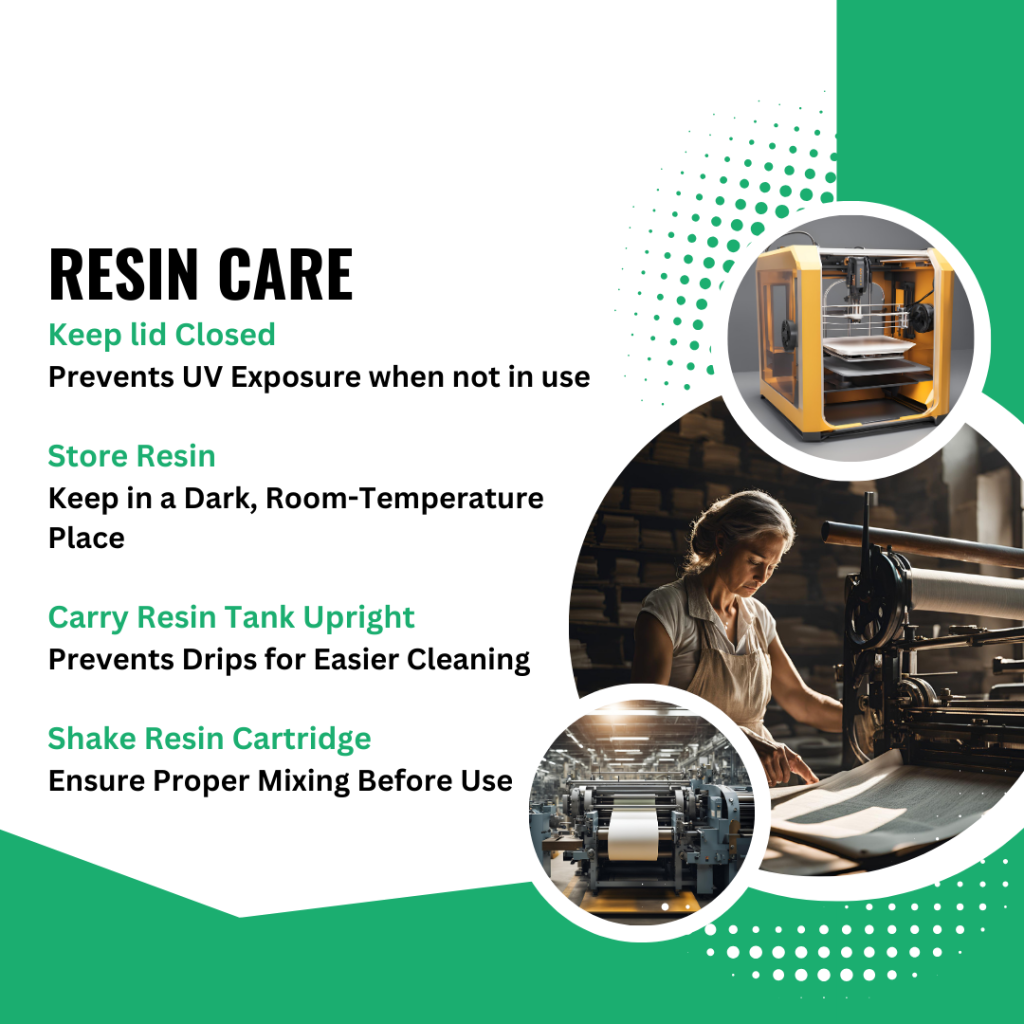 RESIN CARE
Keep lid Closed
Prevents UV Exposure when not in use
Store Resin
Keep in a Dark, Room-Temperature
Place
Carry Resin Tank Upright
Prevents Drips for Easier Cleaning
Shake Resin Cartridge
Ensure Proper Mixing Before Use